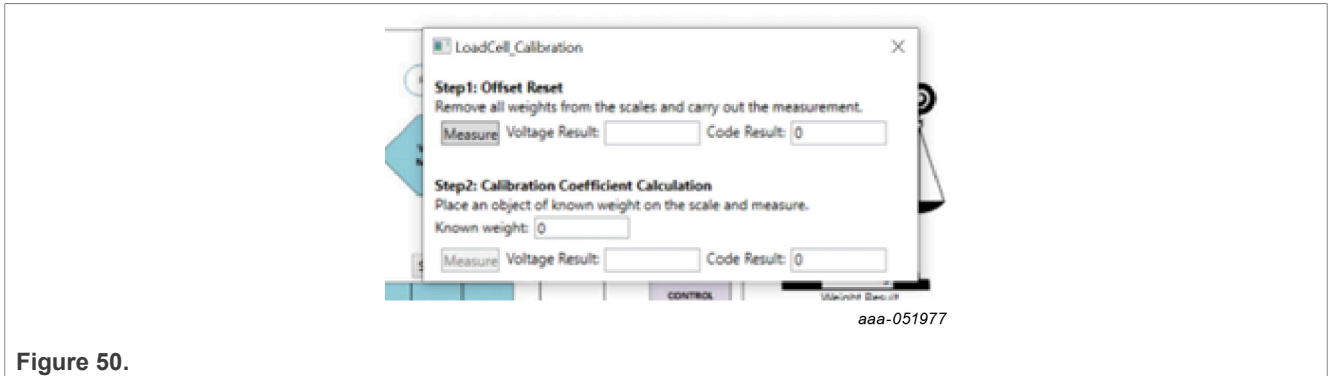 LoadCell_Calibration
Step1: Offset Reset
Remove all weights from the scales and carry out the measurement.
Measure Voltage Result: Code Result: 0
Step2: Calibration Coefficient Calculation
Place an object of known weight on the scale and measure.
Known weight: 0
Measure Voltage Result: Code Result: 0
CONTROL
Weight Result
aaa-051977
Figure 50.